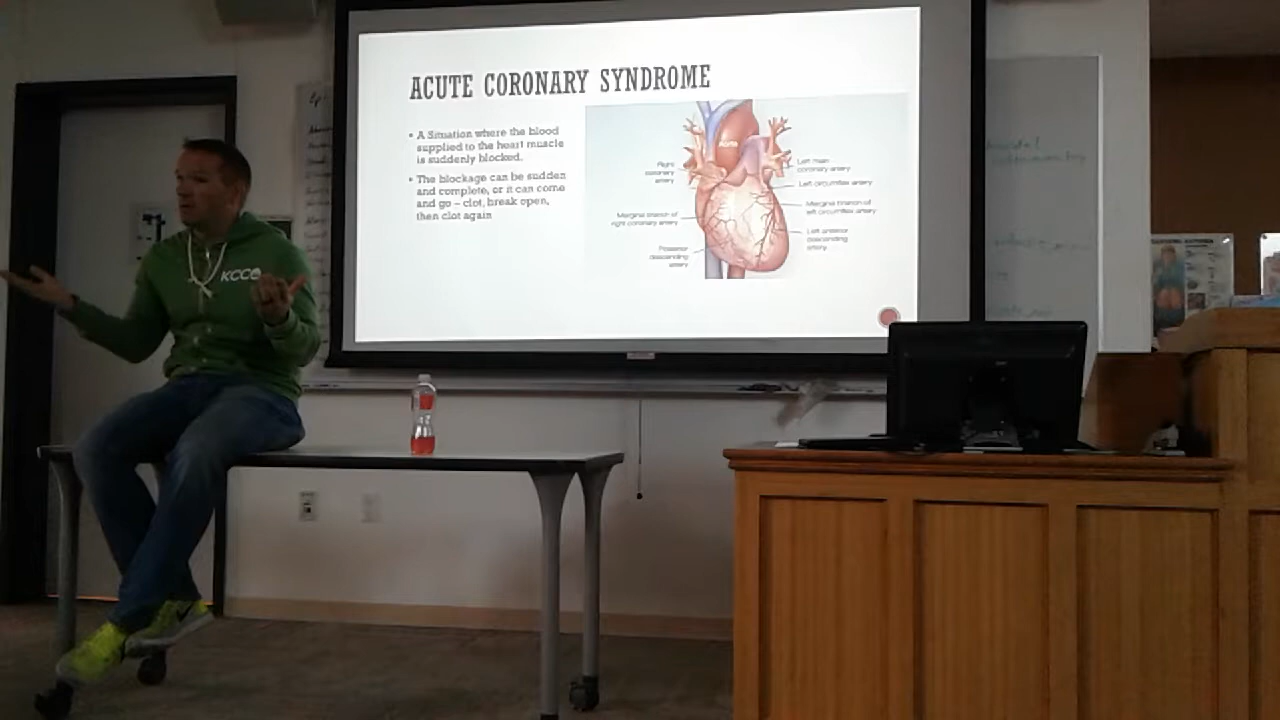 ACUTE CORONARY SYNDROME
• A Situation where the blood
supplied to the heart muscle
is suddenly blocked.
• The blockage can be sudden
and complete, or it can come
and go – clot, break open,
then clot again
Aorta
Right
coronary
artery
Marginal branch of
right coronary artery
Posterior
descending
artery
Left main
coronary artery
Left circumflex artery
Marginal branch of
left circumflex artery
Left anterior
descending
artery
KCCO